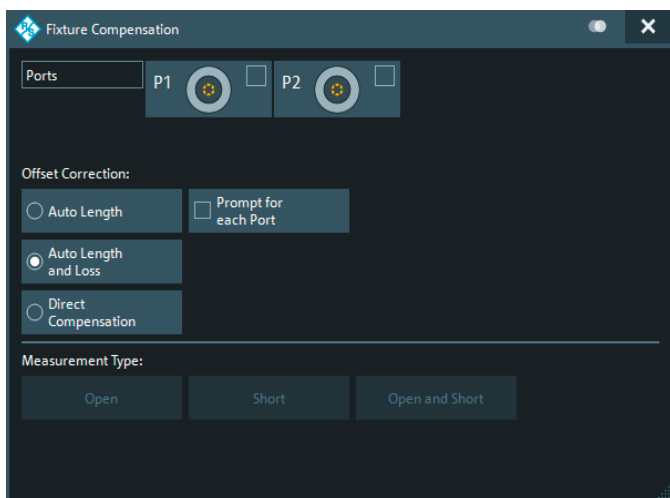 R&S
Fixture Compensation
Ports
P1
P2
Offset Correction:
Auto Length
Prompt for
each Port
Auto Length
and Loss
Direct
Compensation
Measurement Type:
Open
Short
Open and Short